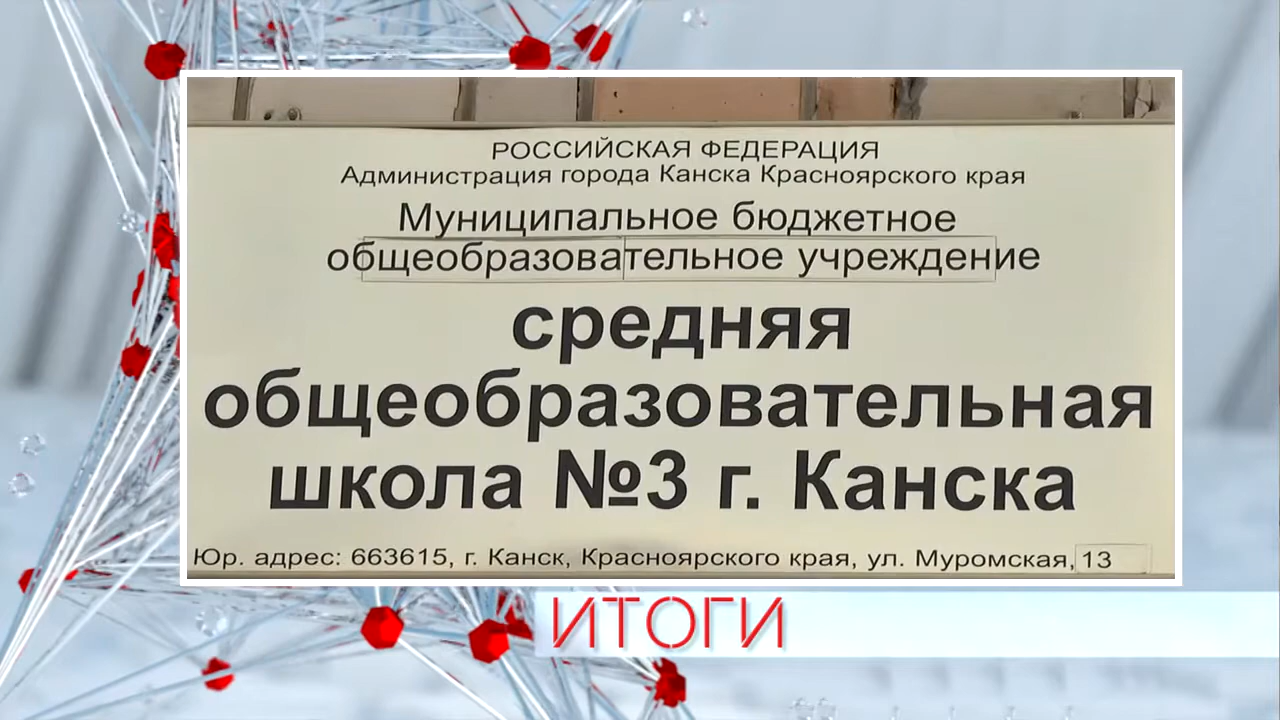 РОССИЙСКАЯ ФЕДЕРАЦИЯ
Администрация города Канска Красноярского края
Муниципальное бюджетное
общеобразовательное учреждение
средняя
общеобразовательная
школа №3 г. Канска
Юр. адрес: 663615, г. Канск, Красноярского края, ул. Муромская, 13
ИТОГИ